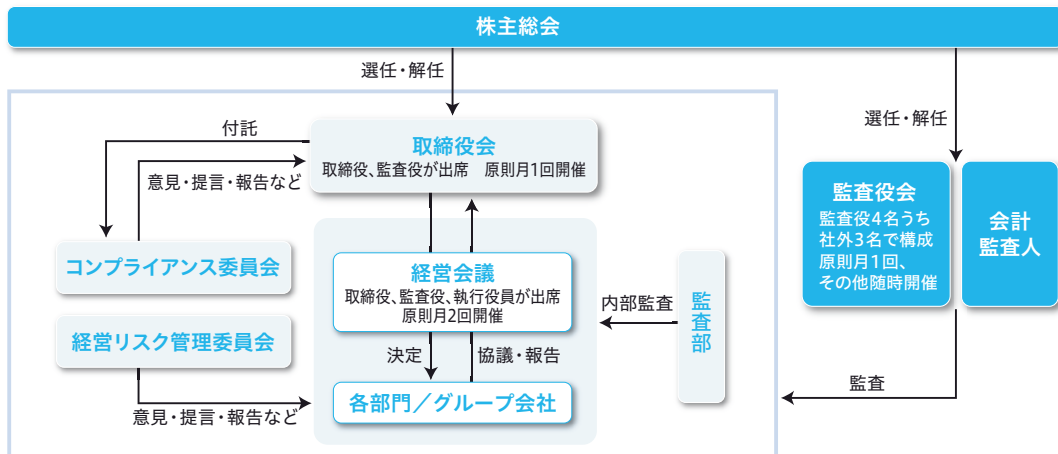 株主総会
選任・解任
選任・解任
付託
取締役会
取締役、監査役が出席 原則月1回開催
意見・提言・報告など
監査役会
監査役4名うち
社外3名で構成
原則月1回、
その他随時開催
会計
監査人
コンプライアンス委員会
経営会議
取締役、監査役、執行役員が出席
原則月2回開催
内部監査
監査部
経営リスク管理委員会
決定
協議・報告
監査
各部門／グループ会社
意見・提言・報告など